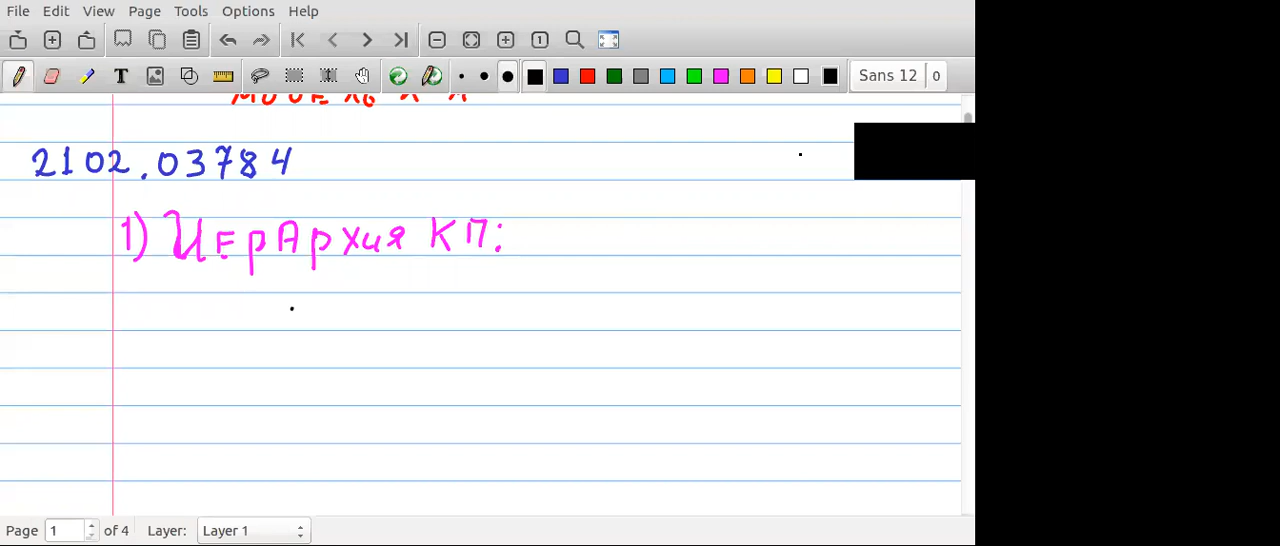 File Edit View Page Tools Options Help
T Sans 12 0
2102.03784
1) Иерархия КП:
Page 1 of 4 Layer: Layer 1